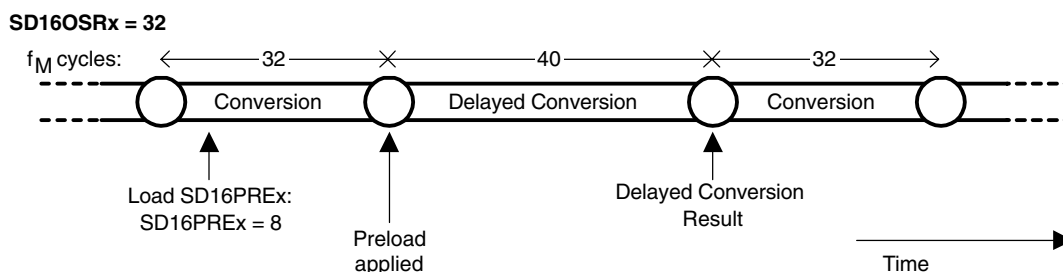 SD16OSRx = 32
f_M cycles: 32 40 32
Conversion Delayed Conversion Conversion
Load SD16PREx:
SD16PREx = 8
Delayed Conversion
Result
Preload
applied
Time